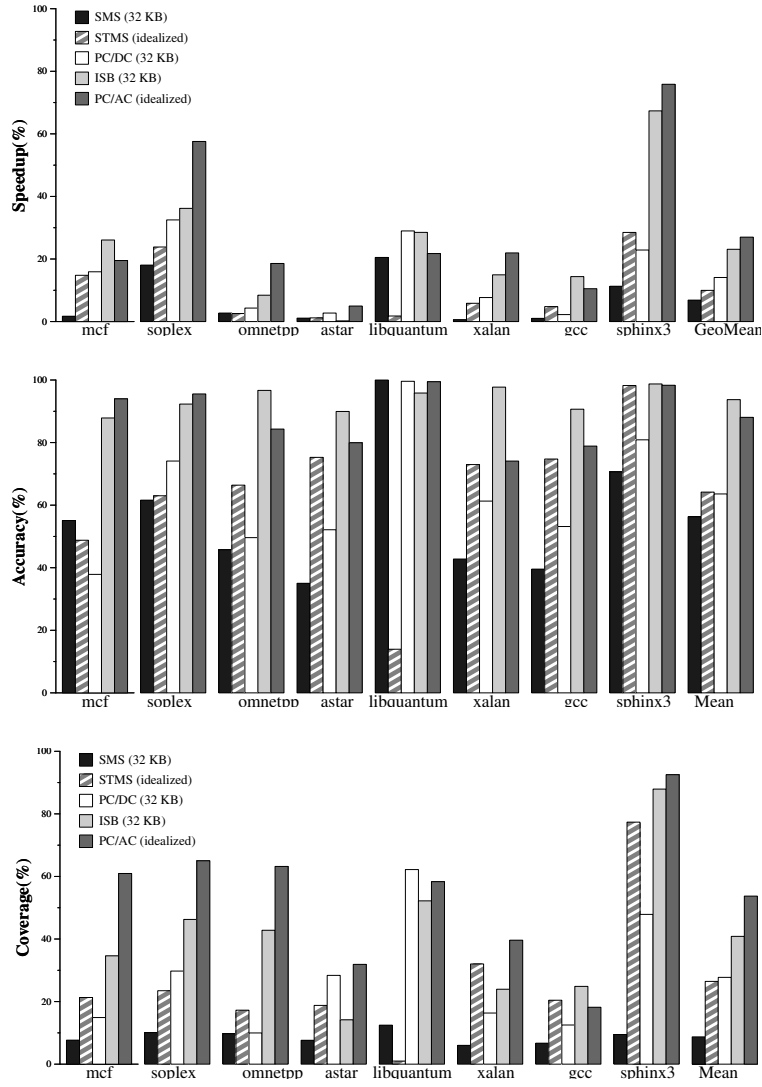 SMS (32 KB)
STMS (idealized)
PC/DC (32 KB)
ISB (32 KB)
PC/AC (idealized)
Speedup(%)
100
80
60
40
20
0
mcf soplex omnetpp astar libquantum xalan gcc sphinx3 GeoMean
Accuracy(%)
100
80
60
40
20
0
mcf soplex omnetpp astar libquantum xalan gcc sphinx3 Mean
SMS (32 KB)
STMS (idealized)
PC/DC (32 KB)
ISB (32 KB)
PC/AC (idealized)
Coverage(%)
100
80
60
40
20
0
mcf soplex omnetpp astar libquantum xalan gcc sphinx3 Mean